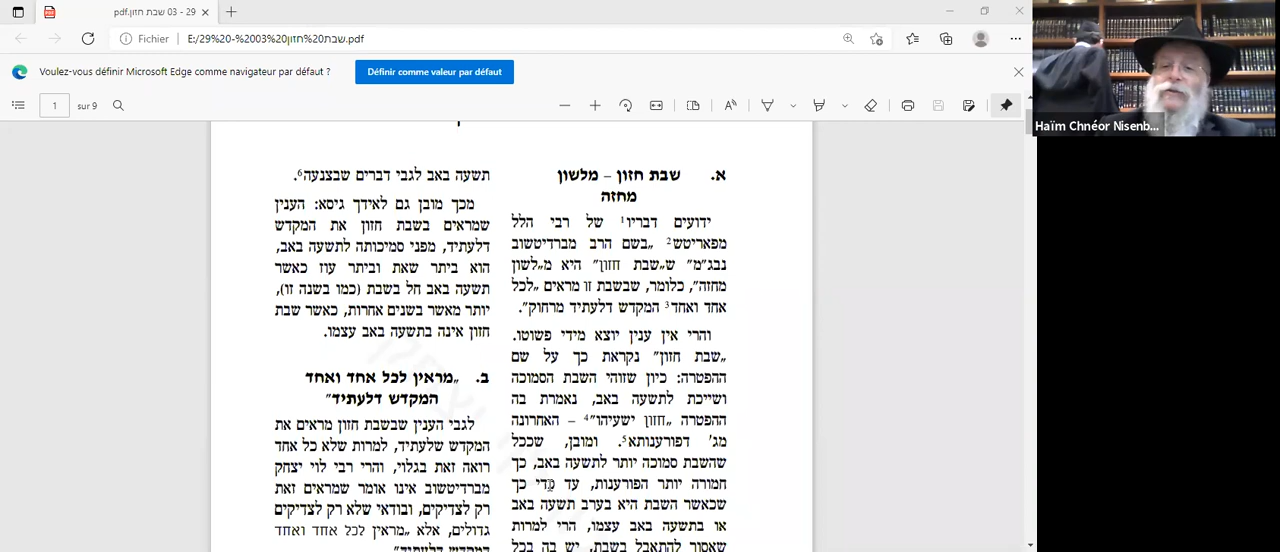 29 - 03 שבת חזון.pdf
Fichier
E:/29%20-%2003%20שבת%20חזון.pdf
Voulez-vous définir Microsoft Edge comme navigateur par défaut ?
Définir comme valeur par défaut
1
sur 9
Haïm Chnéor Nisenb...
א. שבת חזון – מלשון
מחזה
ידועים דבריו1 של רבי הלל
מפאריטש2 „בשם הרב מברדיטשוב
נבג״מ״ ש„שבת חזון״ היא מ„לשון
מחזה״, כלומר, שבשבת זו מראים „לכל
אחד ואחד3 המקדש דלעתיד מרחוק״.
והרי אין ענין יוצא מידי פשוטו.
„שבת חזון״ נקראת כך על שם
ההפטרה: כיון שזוהי השבת הסמוכה
ושייכת לתשעה באב, נאמרת בה
ההפטרה „חזון ישעיהו״4 – האחרונה
מג׳ דפורענותא5. ומובן, שככל
שהשבת סמוכה יותר לתשעה באב, כך
חמורה יותר הפורענות, עד כדי כך
שכאשר השבת היא בערב תשעה באב
או בתשעה באב עצמו, הרי למרות
שאסור להתאבל בשבת, יש בה בכל
תשעה באב לגבי דברים שבצנעה6.
מכך מובן גם לאידך גיסא: הענין
שמראים בשבת חזון את המקדש
דלעתיד, מפני סמיכותה לתשעה באב,
הוא ביתר שאת וביתר עוז כאשר
תשעה באב חל בשבת (כמו בשנה זו),
יותר מאשר בשנים אחרות, כאשר שבת
חזון אינה בתשעה באב עצמו.
ב. „מראין לכל אחד ואחד
המקדש דלעתיד״
לגבי הענין שבשבת חזון מראים את
המקדש שלעתיד, למרות שלא כל אחד
רואה זאת בגלוי, והרי רבי לוי יצחק
מברדיטשוב אינו אומר שמראים זאת
רק לצדיקים, ובודאי שלא רק לצדיקים
גדולים, אלא „מראין לכל אחד ואחד
המקדש דלעתיד״